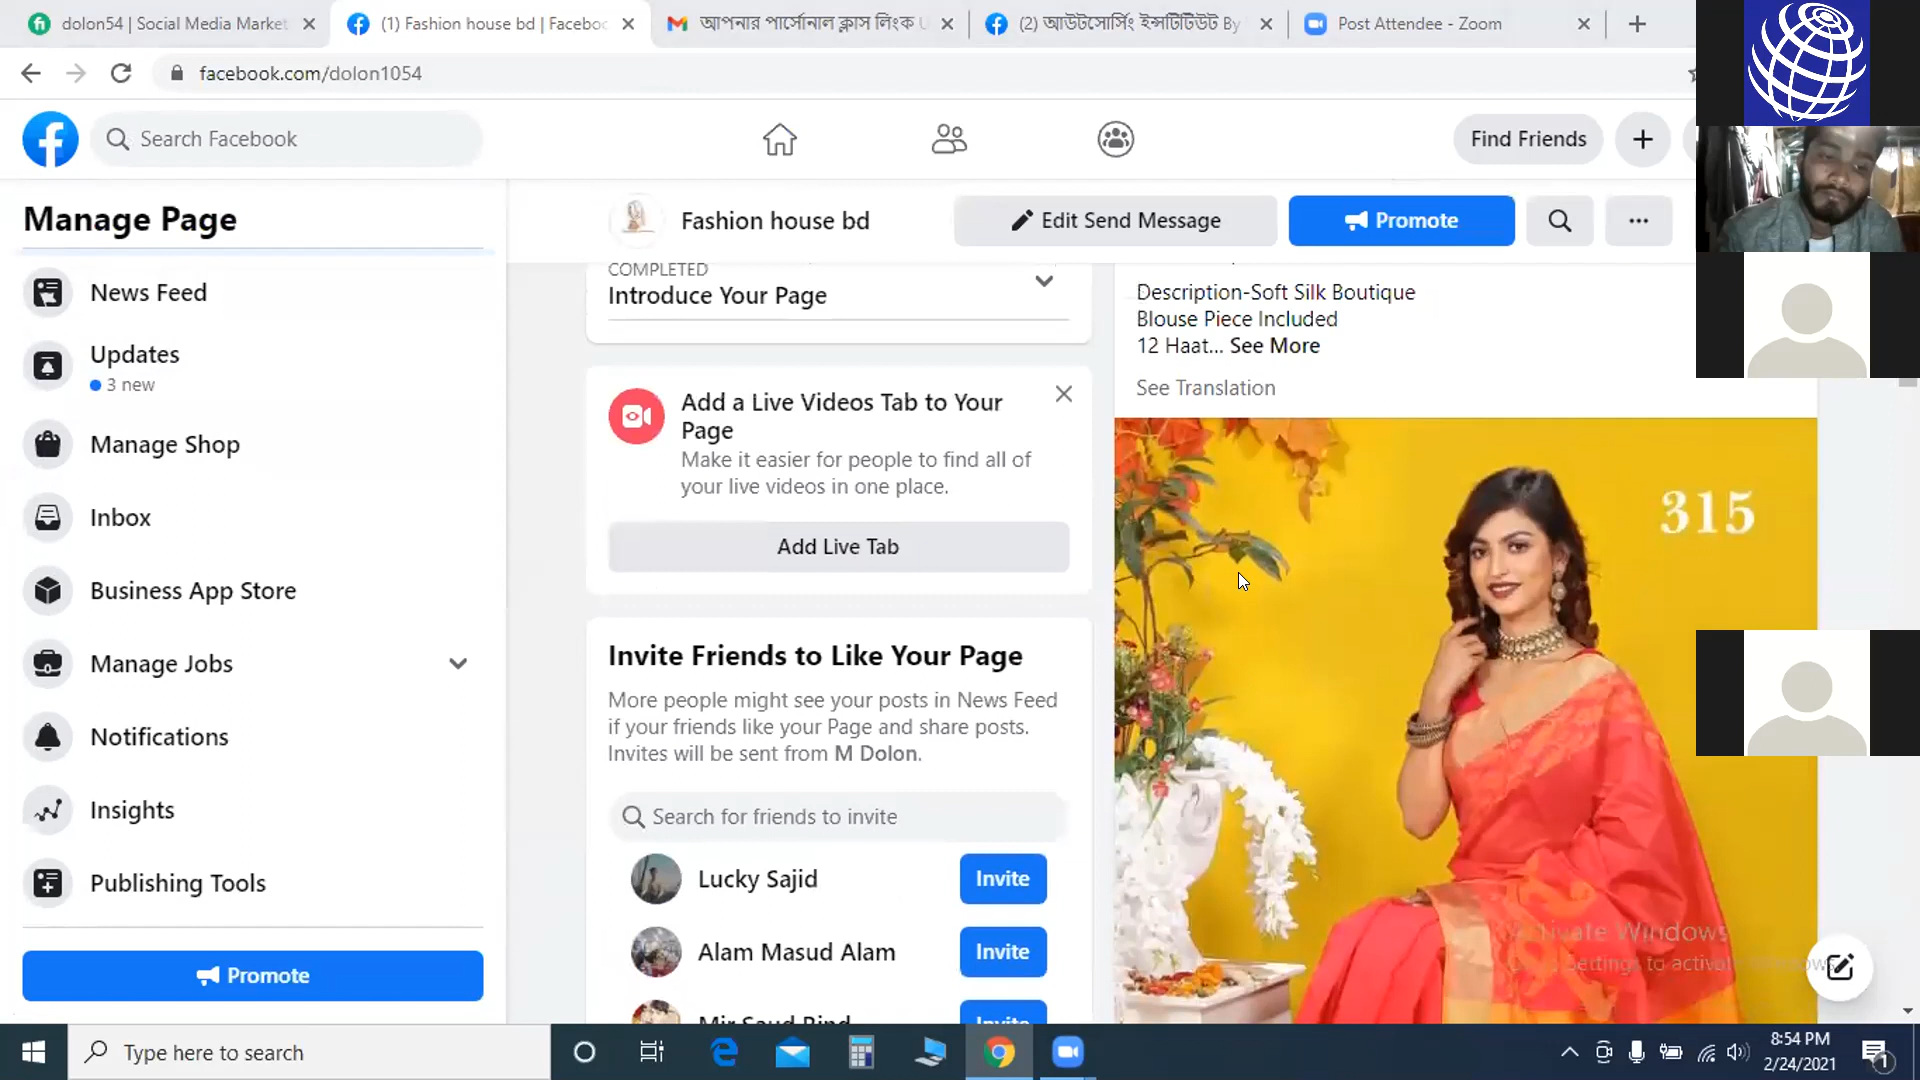 dolon54 | Social Media Market
(1) Fashion house bd | Faceboo
আপনার পার্সোনাল ক্লাস লিংক U
(2) আউটসোর্সিং ইন্সটিটিউট By
Post Attendee - Zoom
facebook.com/dolon1054
Search Facebook
Find Friends
Manage Page
Fashion house bd
Edit Send Message
Promote
News Feed
Updates
3 new
Manage Shop
Inbox
Business App Store
Manage Jobs
Notifications
Insights
Publishing Tools
Promote
COMPLETED
Introduce Your Page
Add a Live Videos Tab to Your
Page
Make it easier for people to find all of
your live videos in one place.
Add Live Tab
Invite Friends to Like Your Page
More people might see your posts in News Feed
if your friends like your Page and share posts.
Invites will be sent from M Dolon.
Search for friends to invite
Lucky Sajid
Invite
Alam Masud Alam
Invite
Description-Soft Silk Boutique
Blouse Piece Included
12 Haat... See More
See Translation
315
Activate Windows
Settings to
Type here to search
8:54 PM
2/24/2021
1